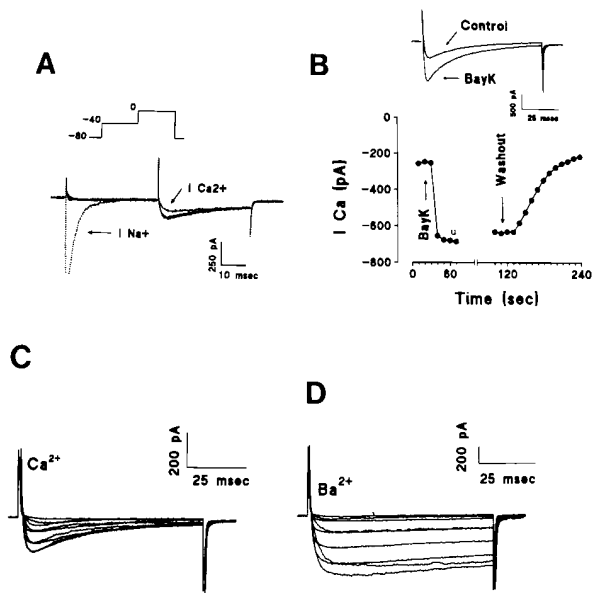 A
0
-40
-80
I Ca2+
I Na+
250 pA
10 msec
B
Control
BayK
500 pA
25 msec
I Ca (pA)
0
-200
-400
-600
-800
BayK
Washout
0
60
120
240
Time (sec)
C
Ca2+
200 pA
25 msec
D
Ba2+
200 pA
25 msec